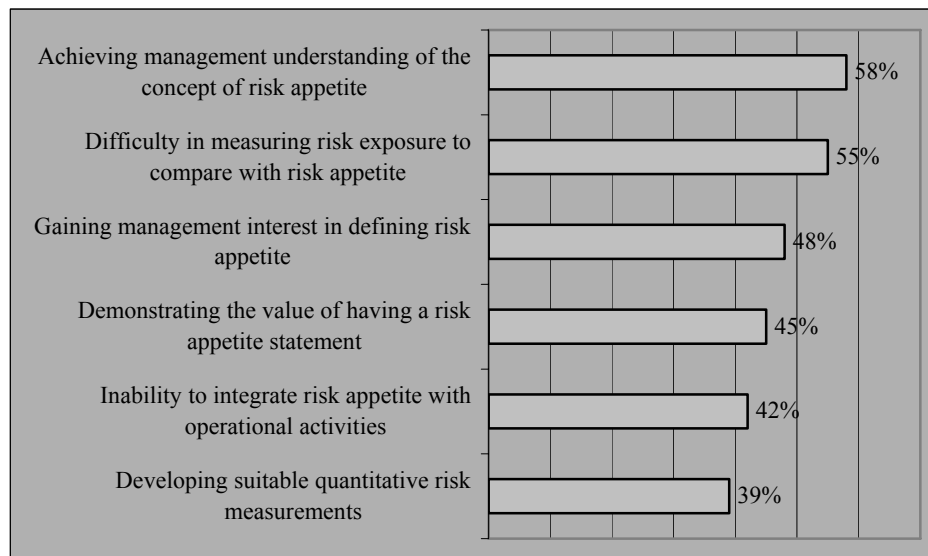 Achieving management understanding of the
concept of risk appetite
58%
Difficulty in measuring risk exposure to
compare with risk appetite
55%
Gaining management interest in defining risk
appetite
48%
Demonstrating the value of having a risk
appetite statement
45%
Inability to integrate risk appetite with
operational activities
42%
Developing suitable quantitative risk
measurements
39%